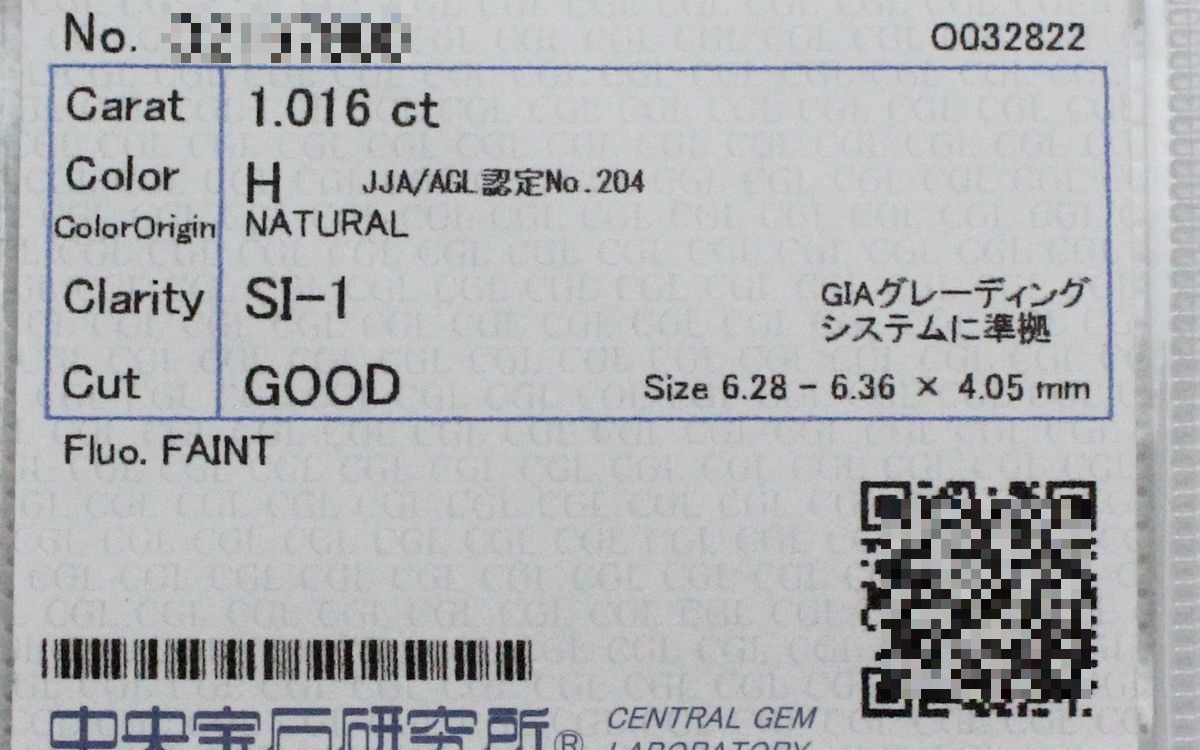 No.
O032822
Carat 1.016 ct
Color H JJA/AGL認定No.204
ColorOrigin NATURAL
Clarity SI-1 GIAグレーディング
システムに準拠
Cut GOOD Size 6.28 - 6.36 × 4.05 mm
Fluo. FAINT
中央宝石研究所® CENTRAL GEM
LABORATORY